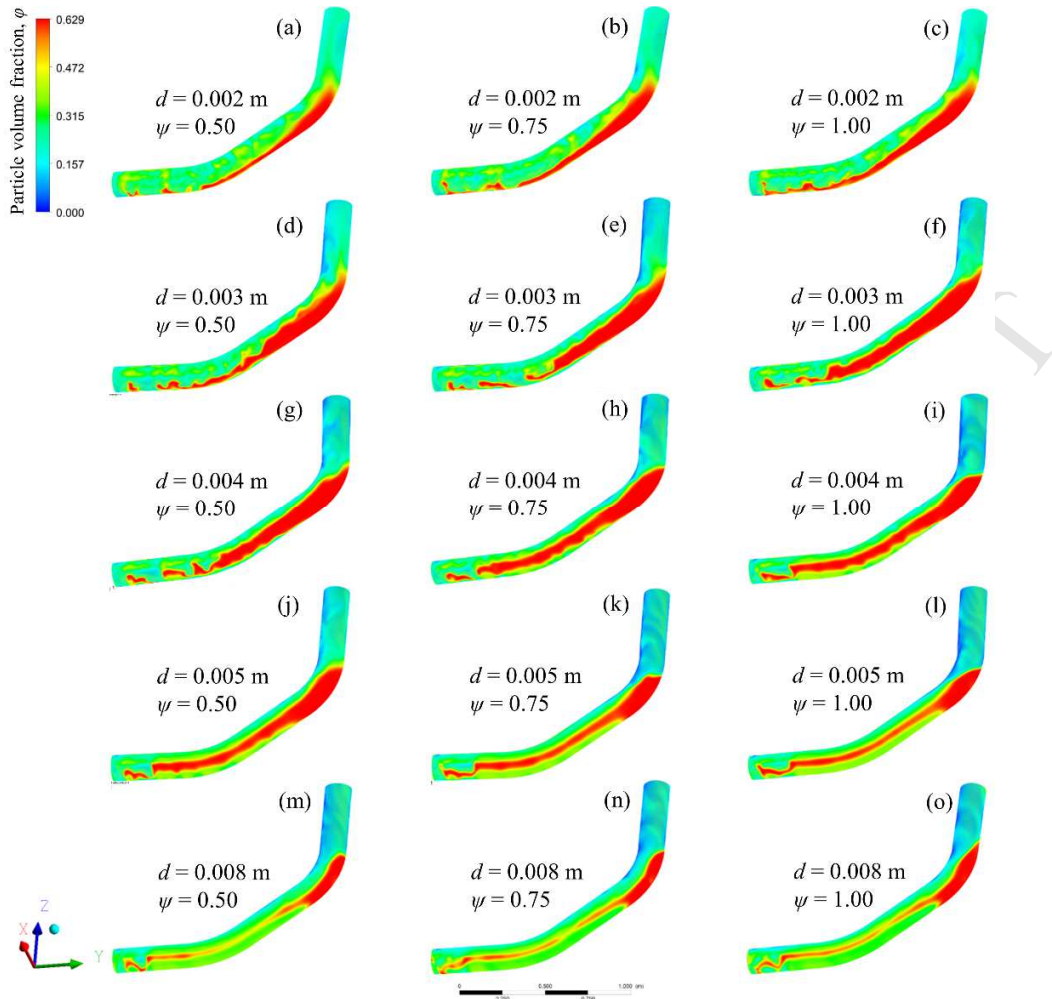 Particle volume fraction, φ
0.629
0.472
0.315
0.157
0.000
(a)
d = 0.002 m
ψ = 0.50
(b)
d = 0.002 m
ψ = 0.75
(c)
d = 0.002 m
ψ = 1.00
(d)
d = 0.003 m
ψ = 0.50
(e)
d = 0.003 m
ψ = 0.75
(f)
d = 0.003 m
ψ = 1.00
(g)
d = 0.004 m
ψ = 0.50
(h)
d = 0.004 m
ψ = 0.75
(i)
d = 0.004 m
ψ = 1.00
(j)
d = 0.005 m
ψ = 0.50
(k)
d = 0.005 m
ψ = 0.75
(l)
d = 0.005 m
ψ = 1.00
(m)
d = 0.008 m
ψ = 0.50
(n)
d = 0.008 m
ψ = 0.75
(o)
d = 0.008 m
ψ = 1.00
Z
X
Y
0.500
1.000 (m)